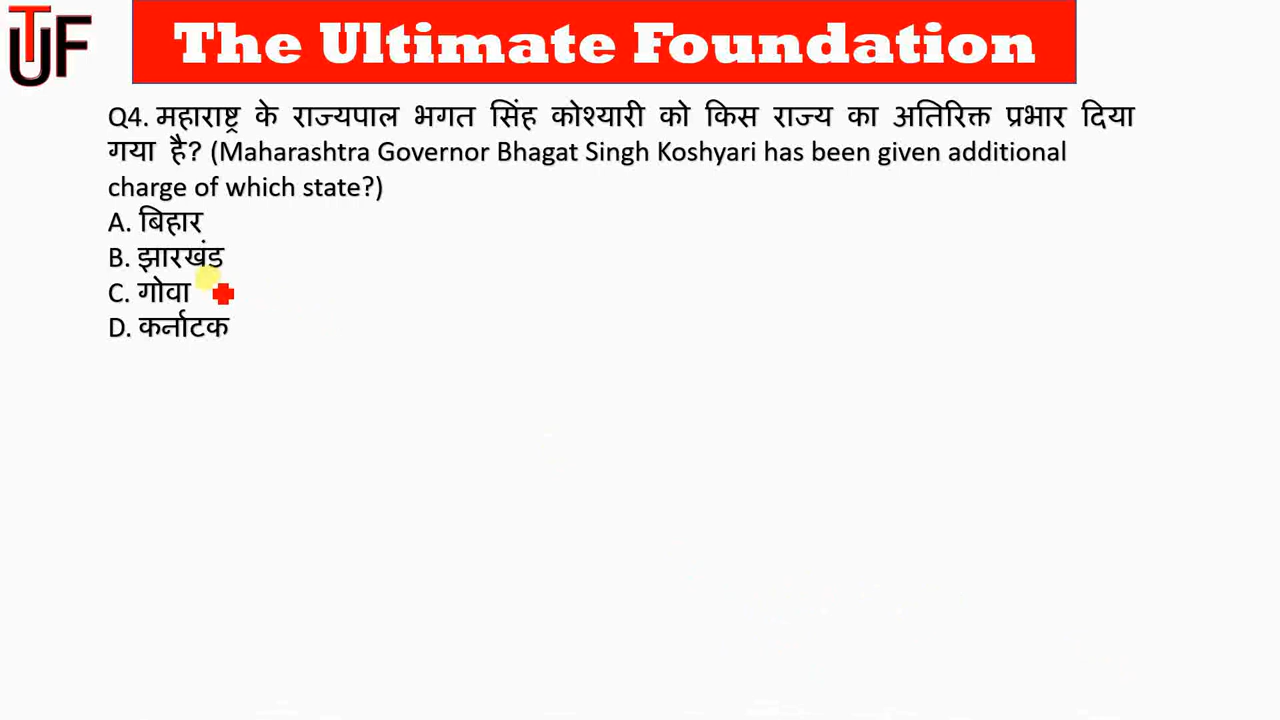 TUF
The Ultimate Foundation
Q4. महाराष्ट्र के राज्यपाल भगत सिंह कोश्यारी को किस राज्य का अतिरिक्त प्रभार दिया
गया है? (Maharashtra Governor Bhagat Singh Koshyari has been given additional
charge of which state?)
A. बिहार
B. झारखंड
C. गोवा
D. कर्नाटक